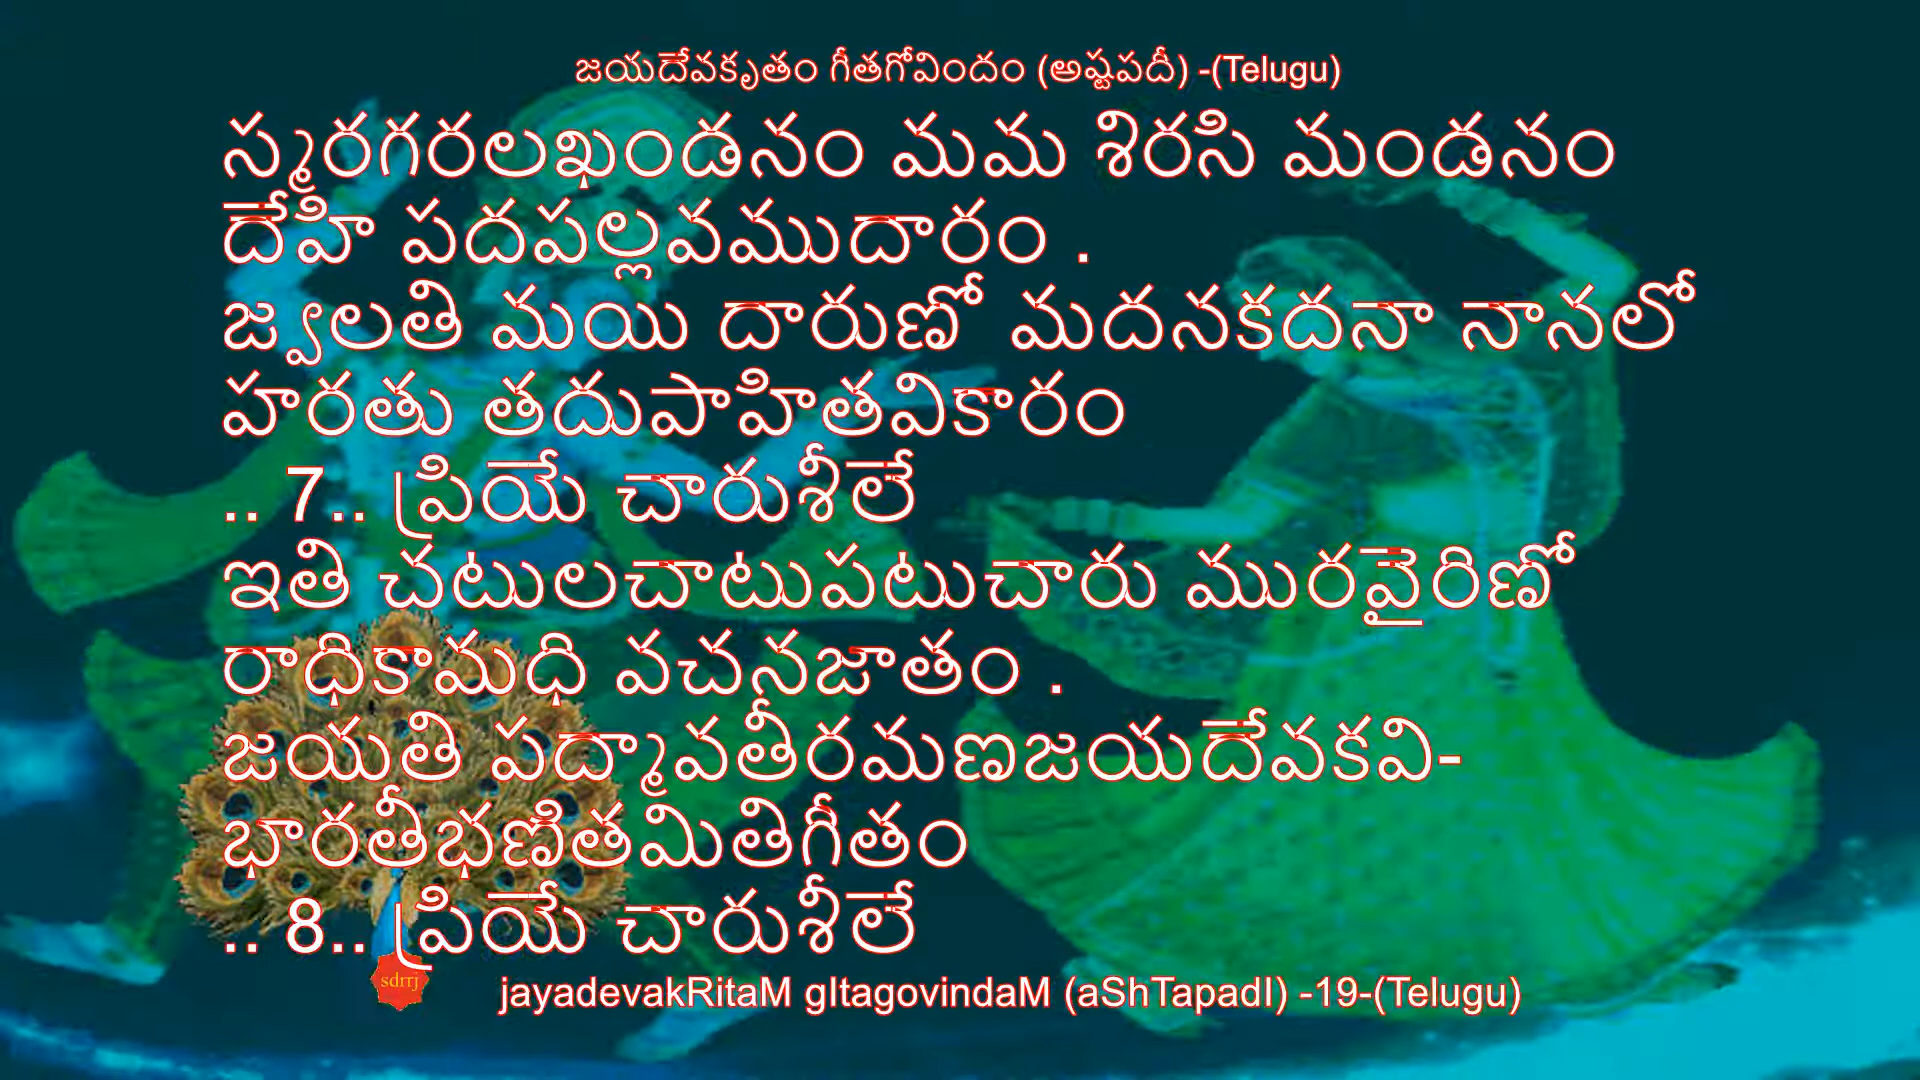 జయదేవకృతం గీతగోవిందం (అష్టపదీ) -(Telugu)
స్మరగరలఖండనం మమ శిరసి మండనం
దేహి పదపల్లవముదారం .
జ్వలతి మయి దారుణో మదనకదనా నానలో
హరతు తదుపాహితవికారం
.. 7.. ప్రియే చారుశీలే
ఇతి చటులచాటుపటుచారు మురవైరిణో
రాధికామధి వచనజాతం .
జయతి పద్మావతీరమణజయదేవకవి-
భారతీభణితమితిగీతం
.. 8.. ప్రియే చారుశీలే
sdrrj
jayadevakRitaM gItagovindaM (aShTapadI) -19-(Telugu)